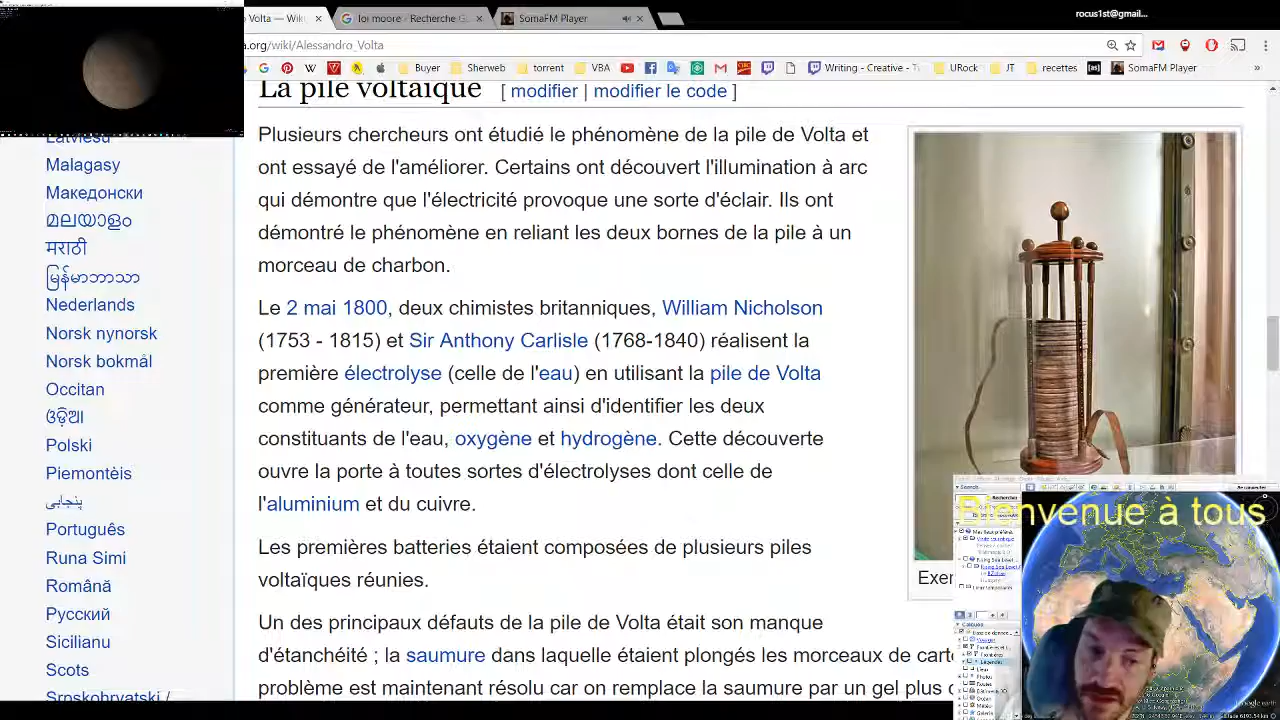 Volta — Wiki
loi moore - Recherche G
SomaFM Player
rocus1st@gmail...
a.org/wiki/Alessandro_Volta
Buyer
Sherweb
torrent
VBA
Writing - Creative - T
URock
recettes
[as]
SomaFM Player
La pile voltaïque [ modifier | modifier le code ]
Plusieurs chercheurs ont étudié le phénomène de la pile de Volta et
ont essayé de l'améliorer. Certains ont découvert l'illumination à arc
qui démontre que l'électricité provoque une sorte d'éclair. Ils ont
démontré le phénomène en reliant les deux bornes de la pile à un
morceau de charbon.
Le 2 mai 1800, deux chimistes britanniques, William Nicholson
(1753 - 1815) et Sir Anthony Carlisle (1768-1840) réalisent la
première électrolyse (celle de l'eau) en utilisant la pile de Volta
comme générateur, permettant ainsi d'identifier les deux
constituants de l'eau, oxygène et hydrogène. Cette découverte
ouvre la porte à toutes sortes d'électrolyses dont celle de
l'aluminium et du cuivre.
Les premières batteries étaient composées de plusieurs piles
voltaïques réunies.
Un des principaux défauts de la pile de Volta était son manque
d'étanchéité ; la saumure dans laquelle étaient plongés les morceaux de carto
problème est maintenant résolu car on remplace la saumure par un gel plus
Latviešu
Malagasy
Македонски
മലയാളം
मराठी
မြန်မာဘာသာ
Nederlands
Norsk nynorsk
Norsk bokmål
Occitan
ଓଡ଼ିଆ
Polski
Piemontèis
پنجابی
Português
Runa Simi
Română
Русский
Sicilianu
Scots
Srpskohrvatski /
Exer
Bienvenue à tous